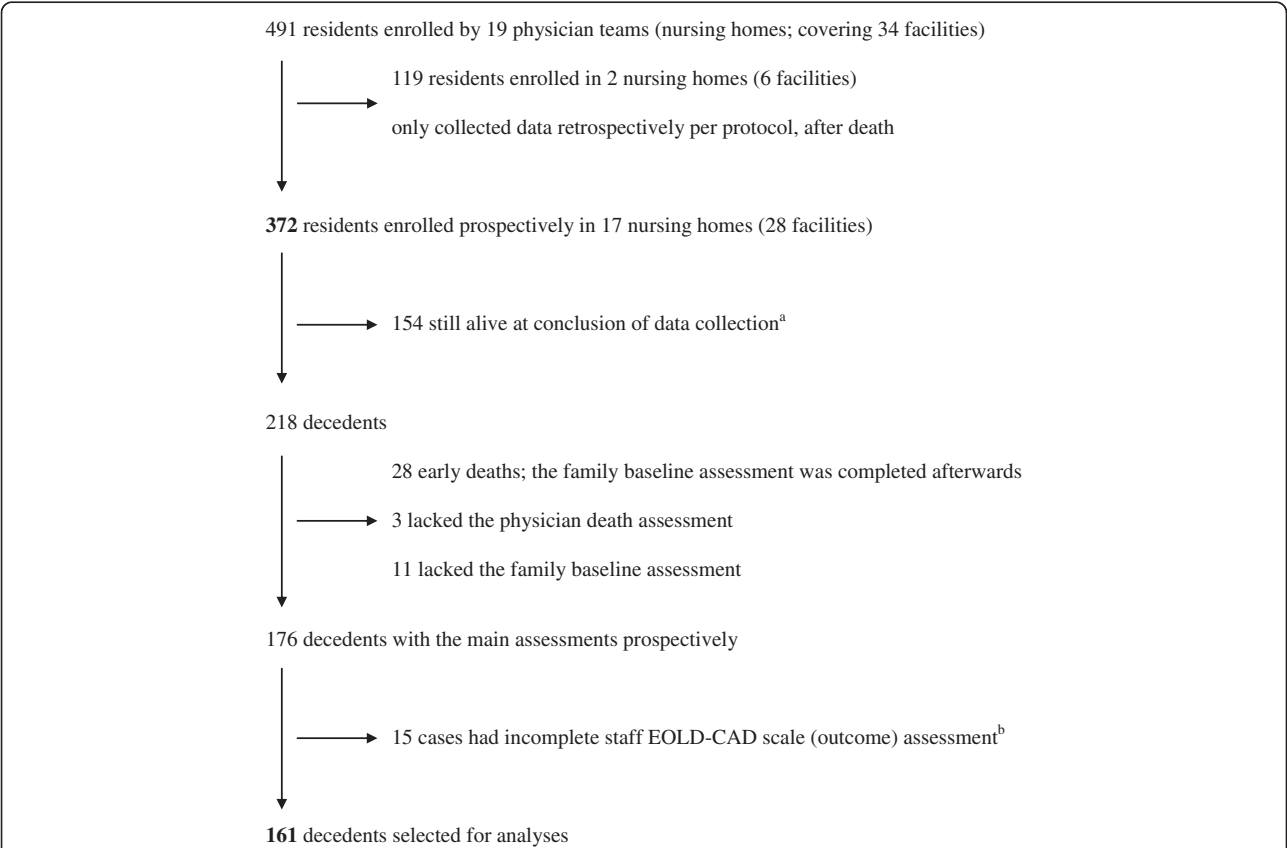 491 residents enrolled by 19 physician teams (nursing homes; covering 34 facilities)
119 residents enrolled in 2 nursing homes (6 facilities)
only collected data retrospectively per protocol, after death
372 residents enrolled prospectively in 17 nursing homes (28 facilities)
154 still alive at conclusion of data collectionᵃ
218 decedents
28 early deaths; the family baseline assessment was completed afterwards
3 lacked the physician death assessment
11 lacked the family baseline assessment
176 decedents with the main assessments prospectively
15 cases had incomplete staff EOLD-CAD scale (outcome) assessmentᵇ
161 decedents selected for analyses